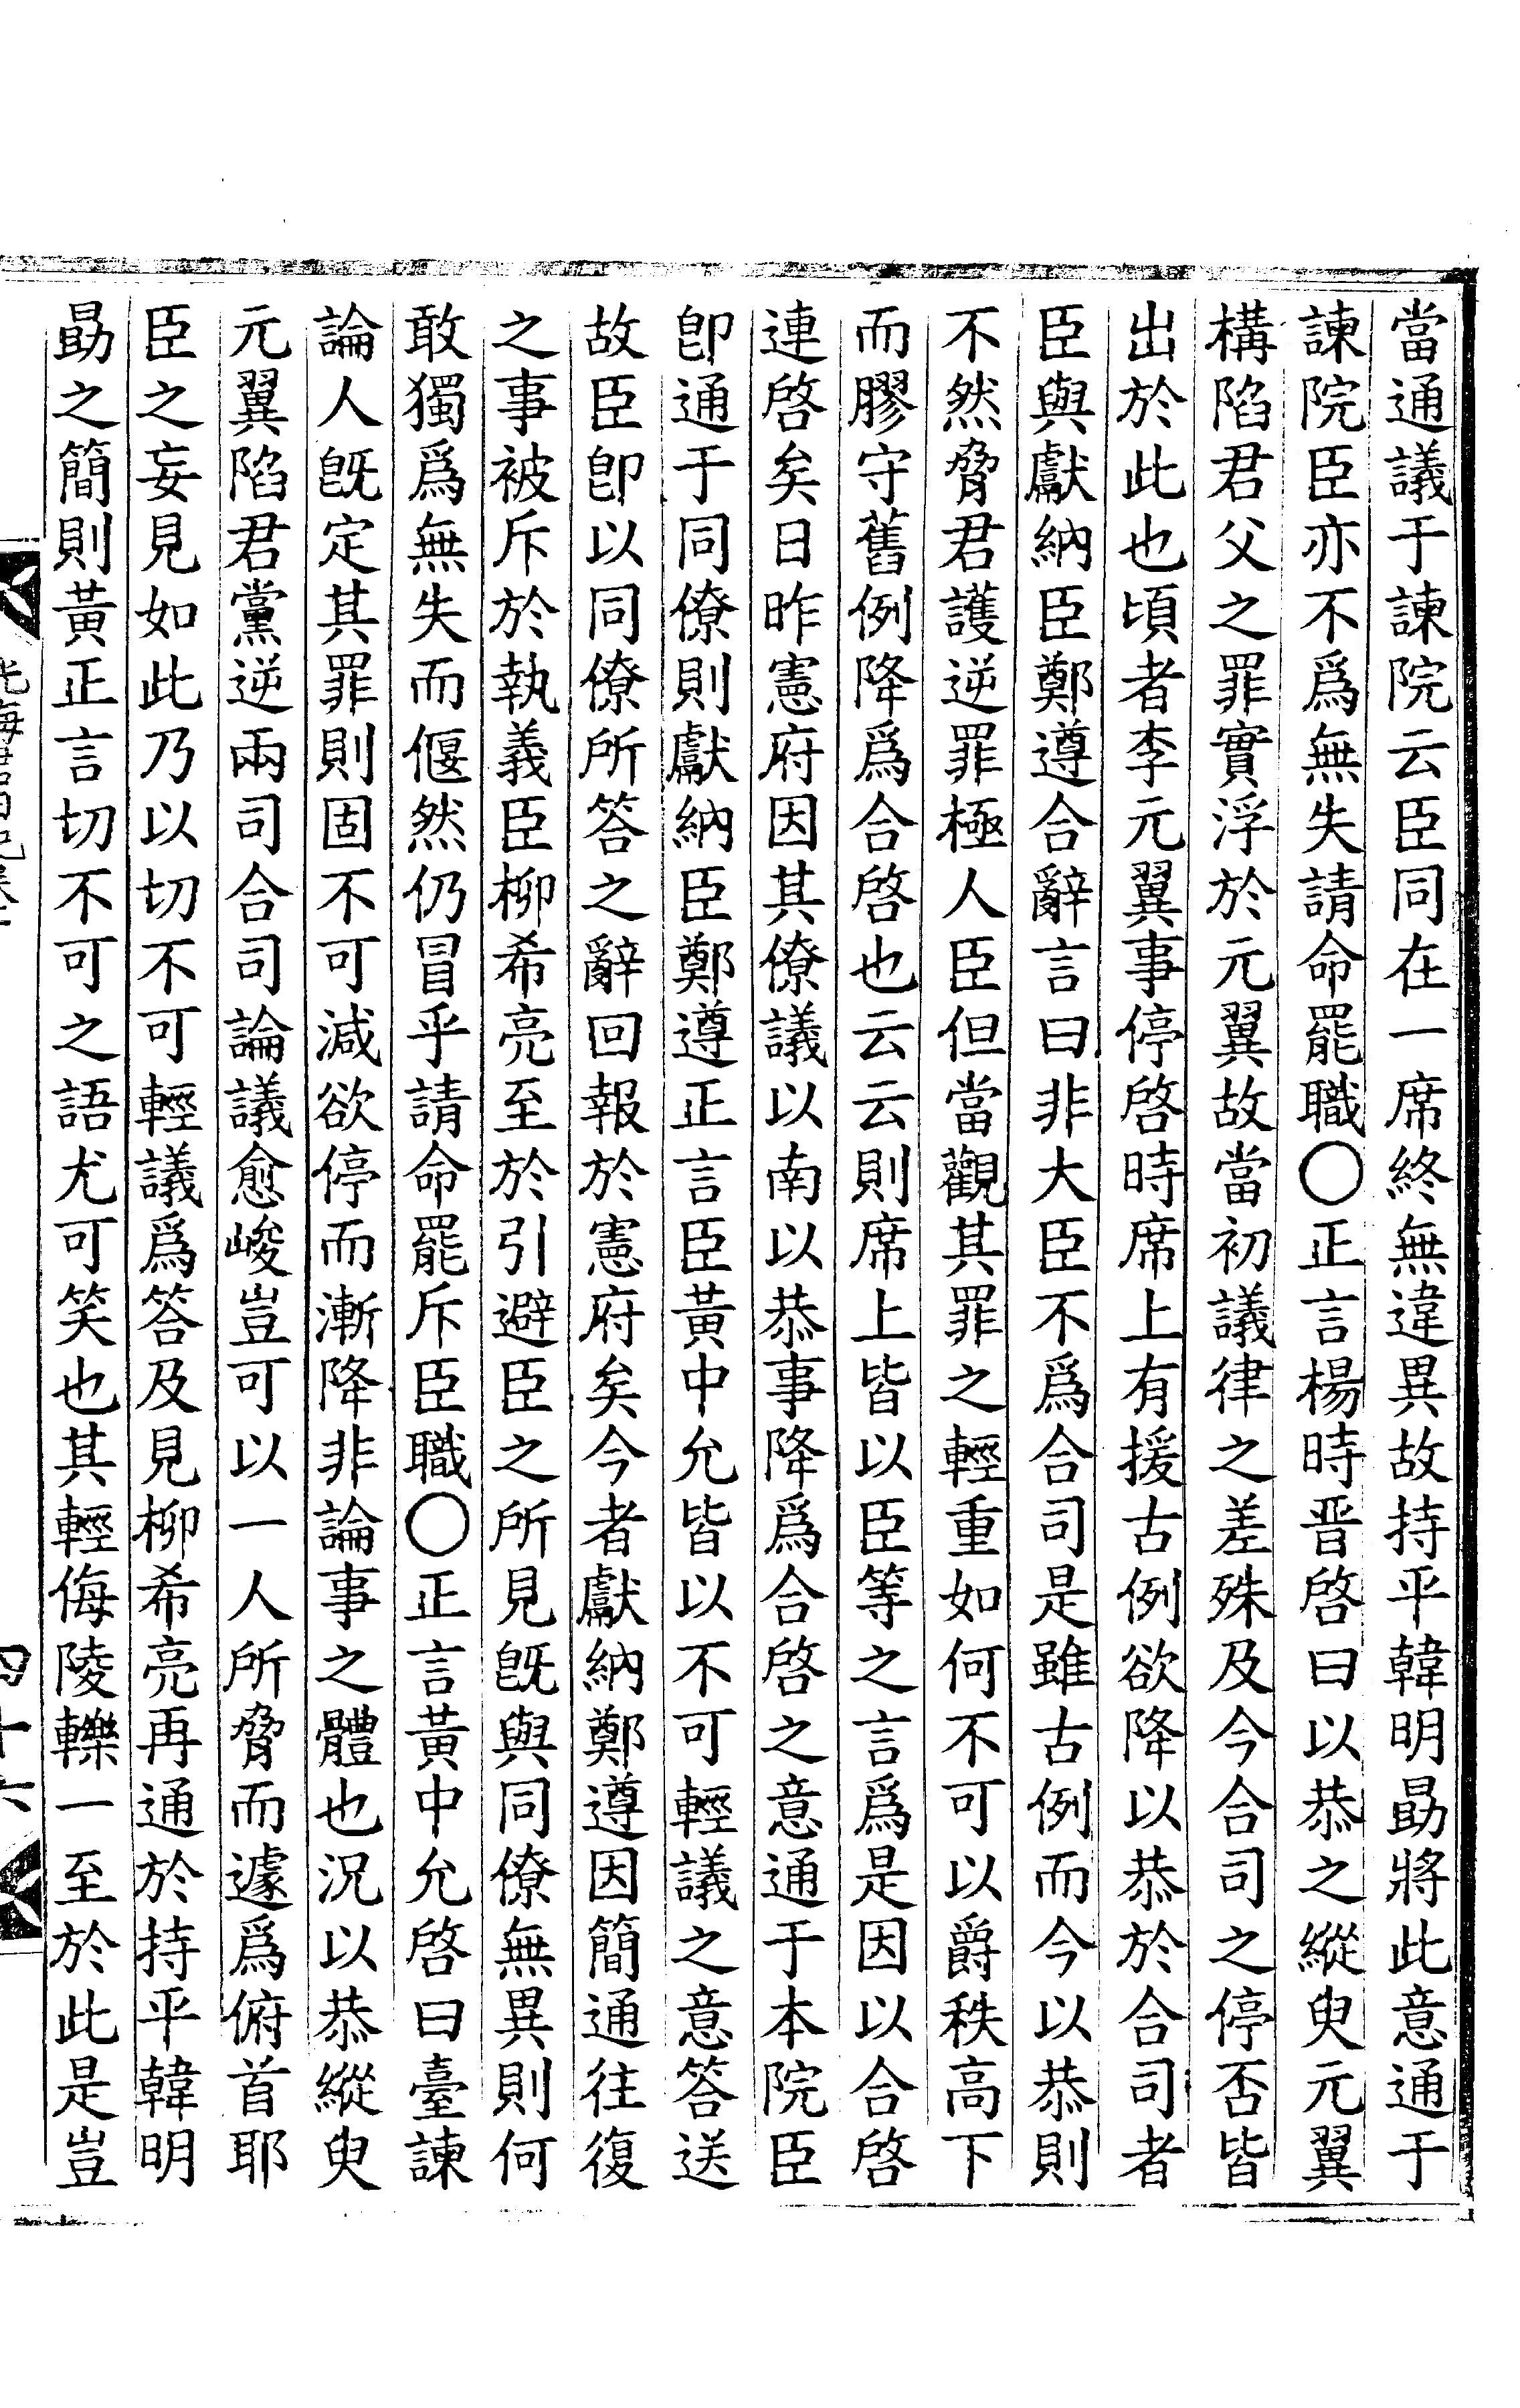 當通議于諫院云臣同在一席終無違異故持平韓明勗將此意通于
諫院臣亦不爲無失請命罷職○正言楊時晋啓曰以恭之縱臾元翼
構陷君父之罪實浮於元翼故當初議律之差殊及今合司之停否皆
出於此也頃者李元翼事停啓時席上有援古例欲降以恭於合司者
臣與獻納臣鄭遵合辭言曰非大臣不爲合司是雖古例而今以恭則
不然脅君護逆罪極人臣但當觀其罪之輕重如何不可以爵秩高下
而膠守舊例降爲合啓也云云則席上皆以臣等之言爲是因以合啓
連啓矣日昨憲府因其僚議以南以恭事降爲合啓之意通于本院臣
卽通于同僚則獻納臣鄭遵正言臣黃中允皆以不可輕議之意答送
故臣卽以同僚所答之辭回報於憲府矣今者獻納鄭遵因簡通往復
之事被斥於執義臣柳希亮至於引避臣之所見旣與同僚無異則何
敢獨爲無失而偃然仍冒乎請命罷斥臣職○正言黃中允啓曰臺諫
論人旣定其罪則固不可減欲停而漸降非論事之體也況以恭縱臾
元翼陷君黨逆兩司合司論議愈峻豈可以一人所脅而遽爲俯首耶
臣之妄見如此乃以切不可輕議爲答及見柳希亮再通於持平韓明
勗之簡則黃正言切不可之語尤可笑也其輕侮陵轢一至於此是豈
四十六